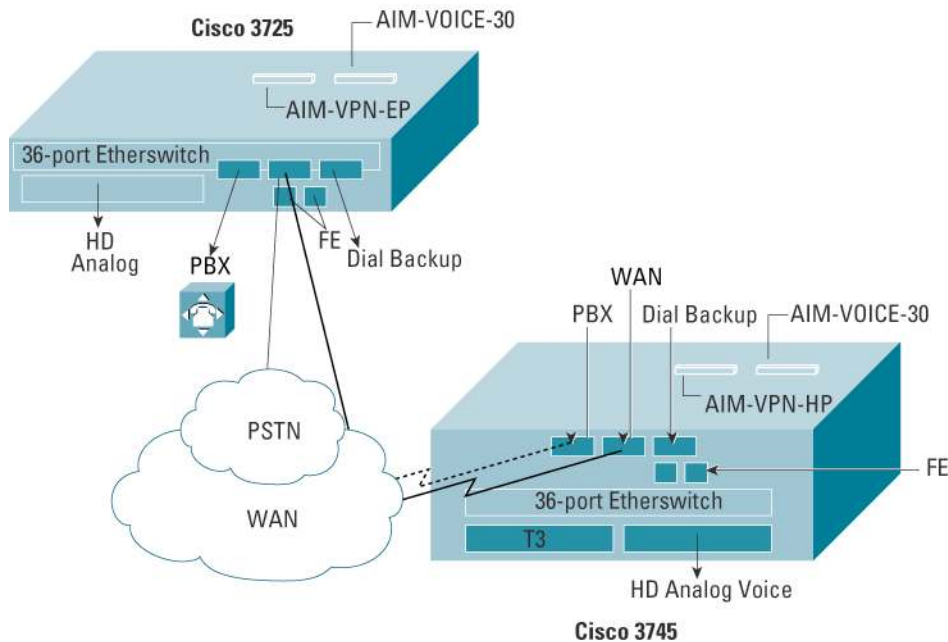 Cisco 3725
AIM-VOICE-30
AIM-VPN-EP
36-port Etherswitch
HD
Analog
PBX
FE
Dial Backup
WAN
PBX
Dial Backup
AIM-VOICE-30
AIM-VPN-HP
PSTN
WAN
FE
36-port Etherswitch
T3
HD Analog Voice
Cisco 3745